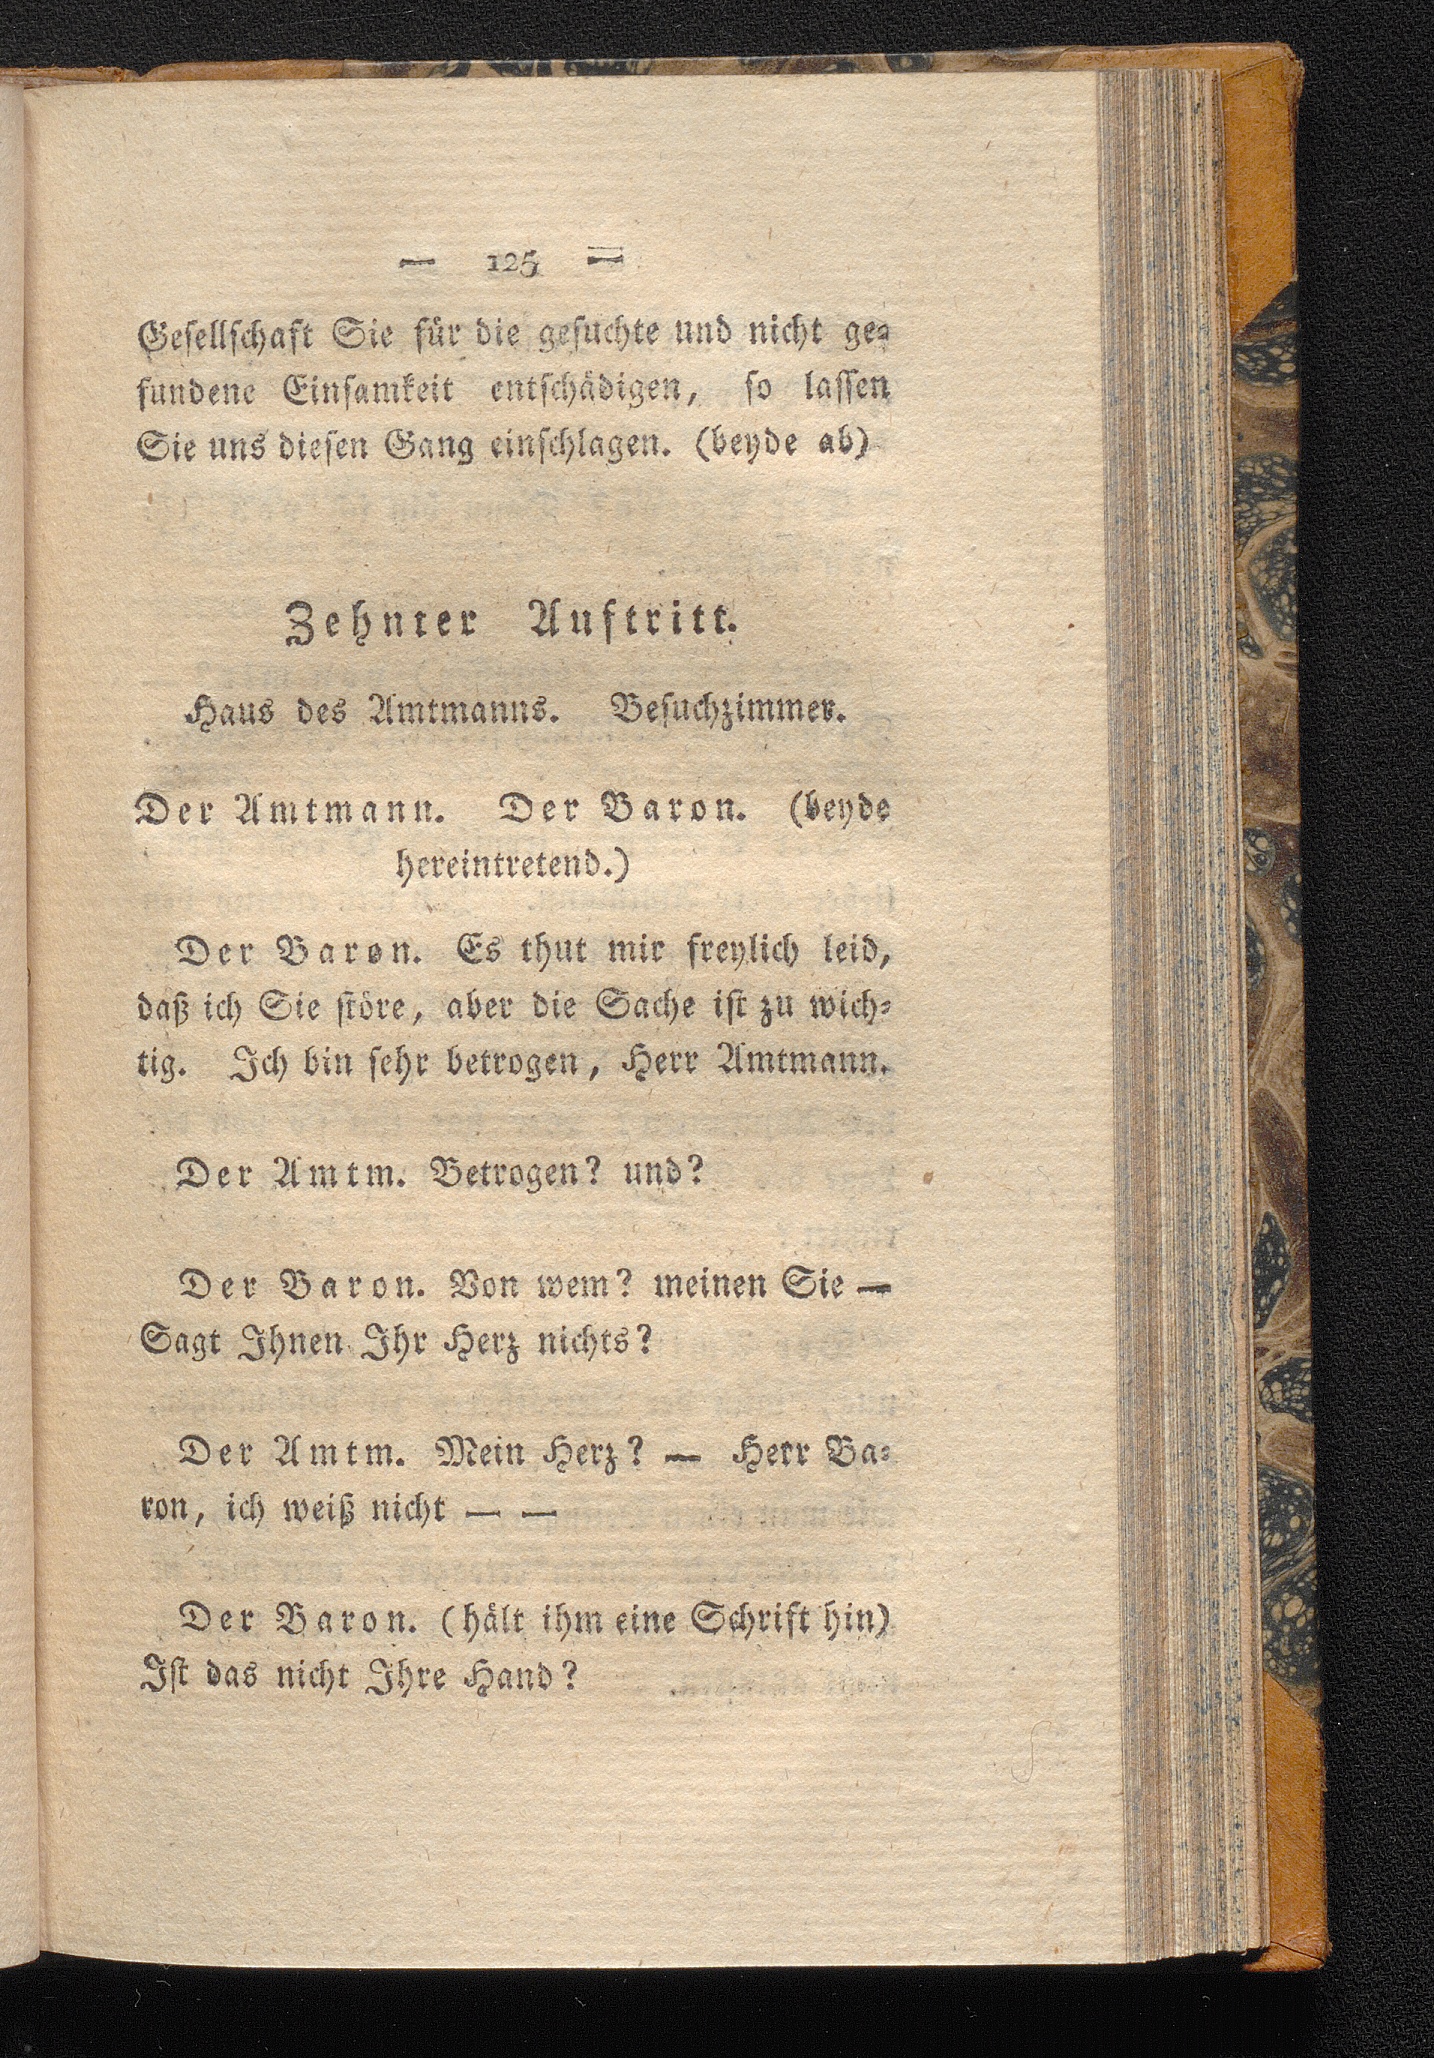 — 125 —
Geſellſchaft Sie für die geſuchte und nicht ge⸗
fundene Einſamkeit entſchädigen, ſo laſſen
Sie uns dieſen Gang einſchlagen. (beyde ab)
Zehnter Auftritt.
Haus des Amtmanns. Beſuchzimmer.
Der Amtmann. Der Baron. (beyde
hereintretend.)
Der Baron. Es thut mir freylich leid,
daß ich Sie ſtöre, aber die Sache iſt zu wich⸗
tig. Ich bin ſehr betrogen, Herr Amtmann.
Der Amtm. Betrogen? und?
Der Baron. Von wem? meinen Sie —
Sagt Ihnen Ihr Herz nichts?
Der Amtm. Mein Herz? — Herr Ba⸗
ron, ich weiß nicht — —
Der Baron. (hält ihm eine Schrift hin)
Iſt das nicht Ihre Hand?